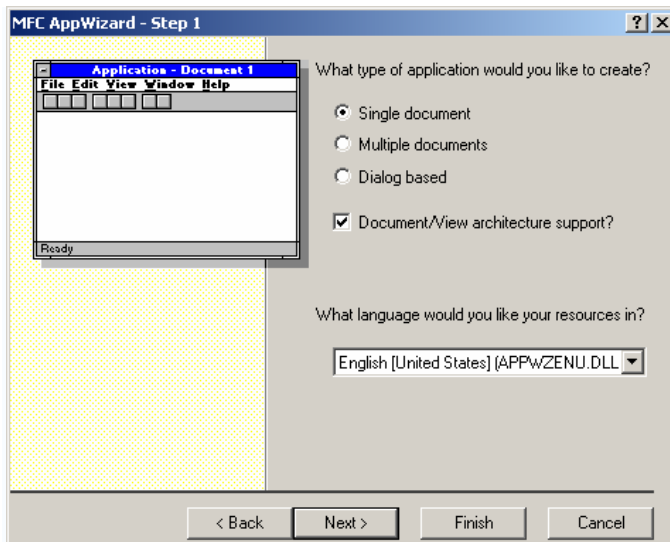 MFC AppWizard - Step 1
Application - Document 1
File Edit View Window Help
Ready
What type of application would you like to create?
Single document
Multiple documents
Dialog based
Document/View architecture support?
What language would you like your resources in?
English [United States] (APPWZENU.DLL
< Back Next > Finish Cancel